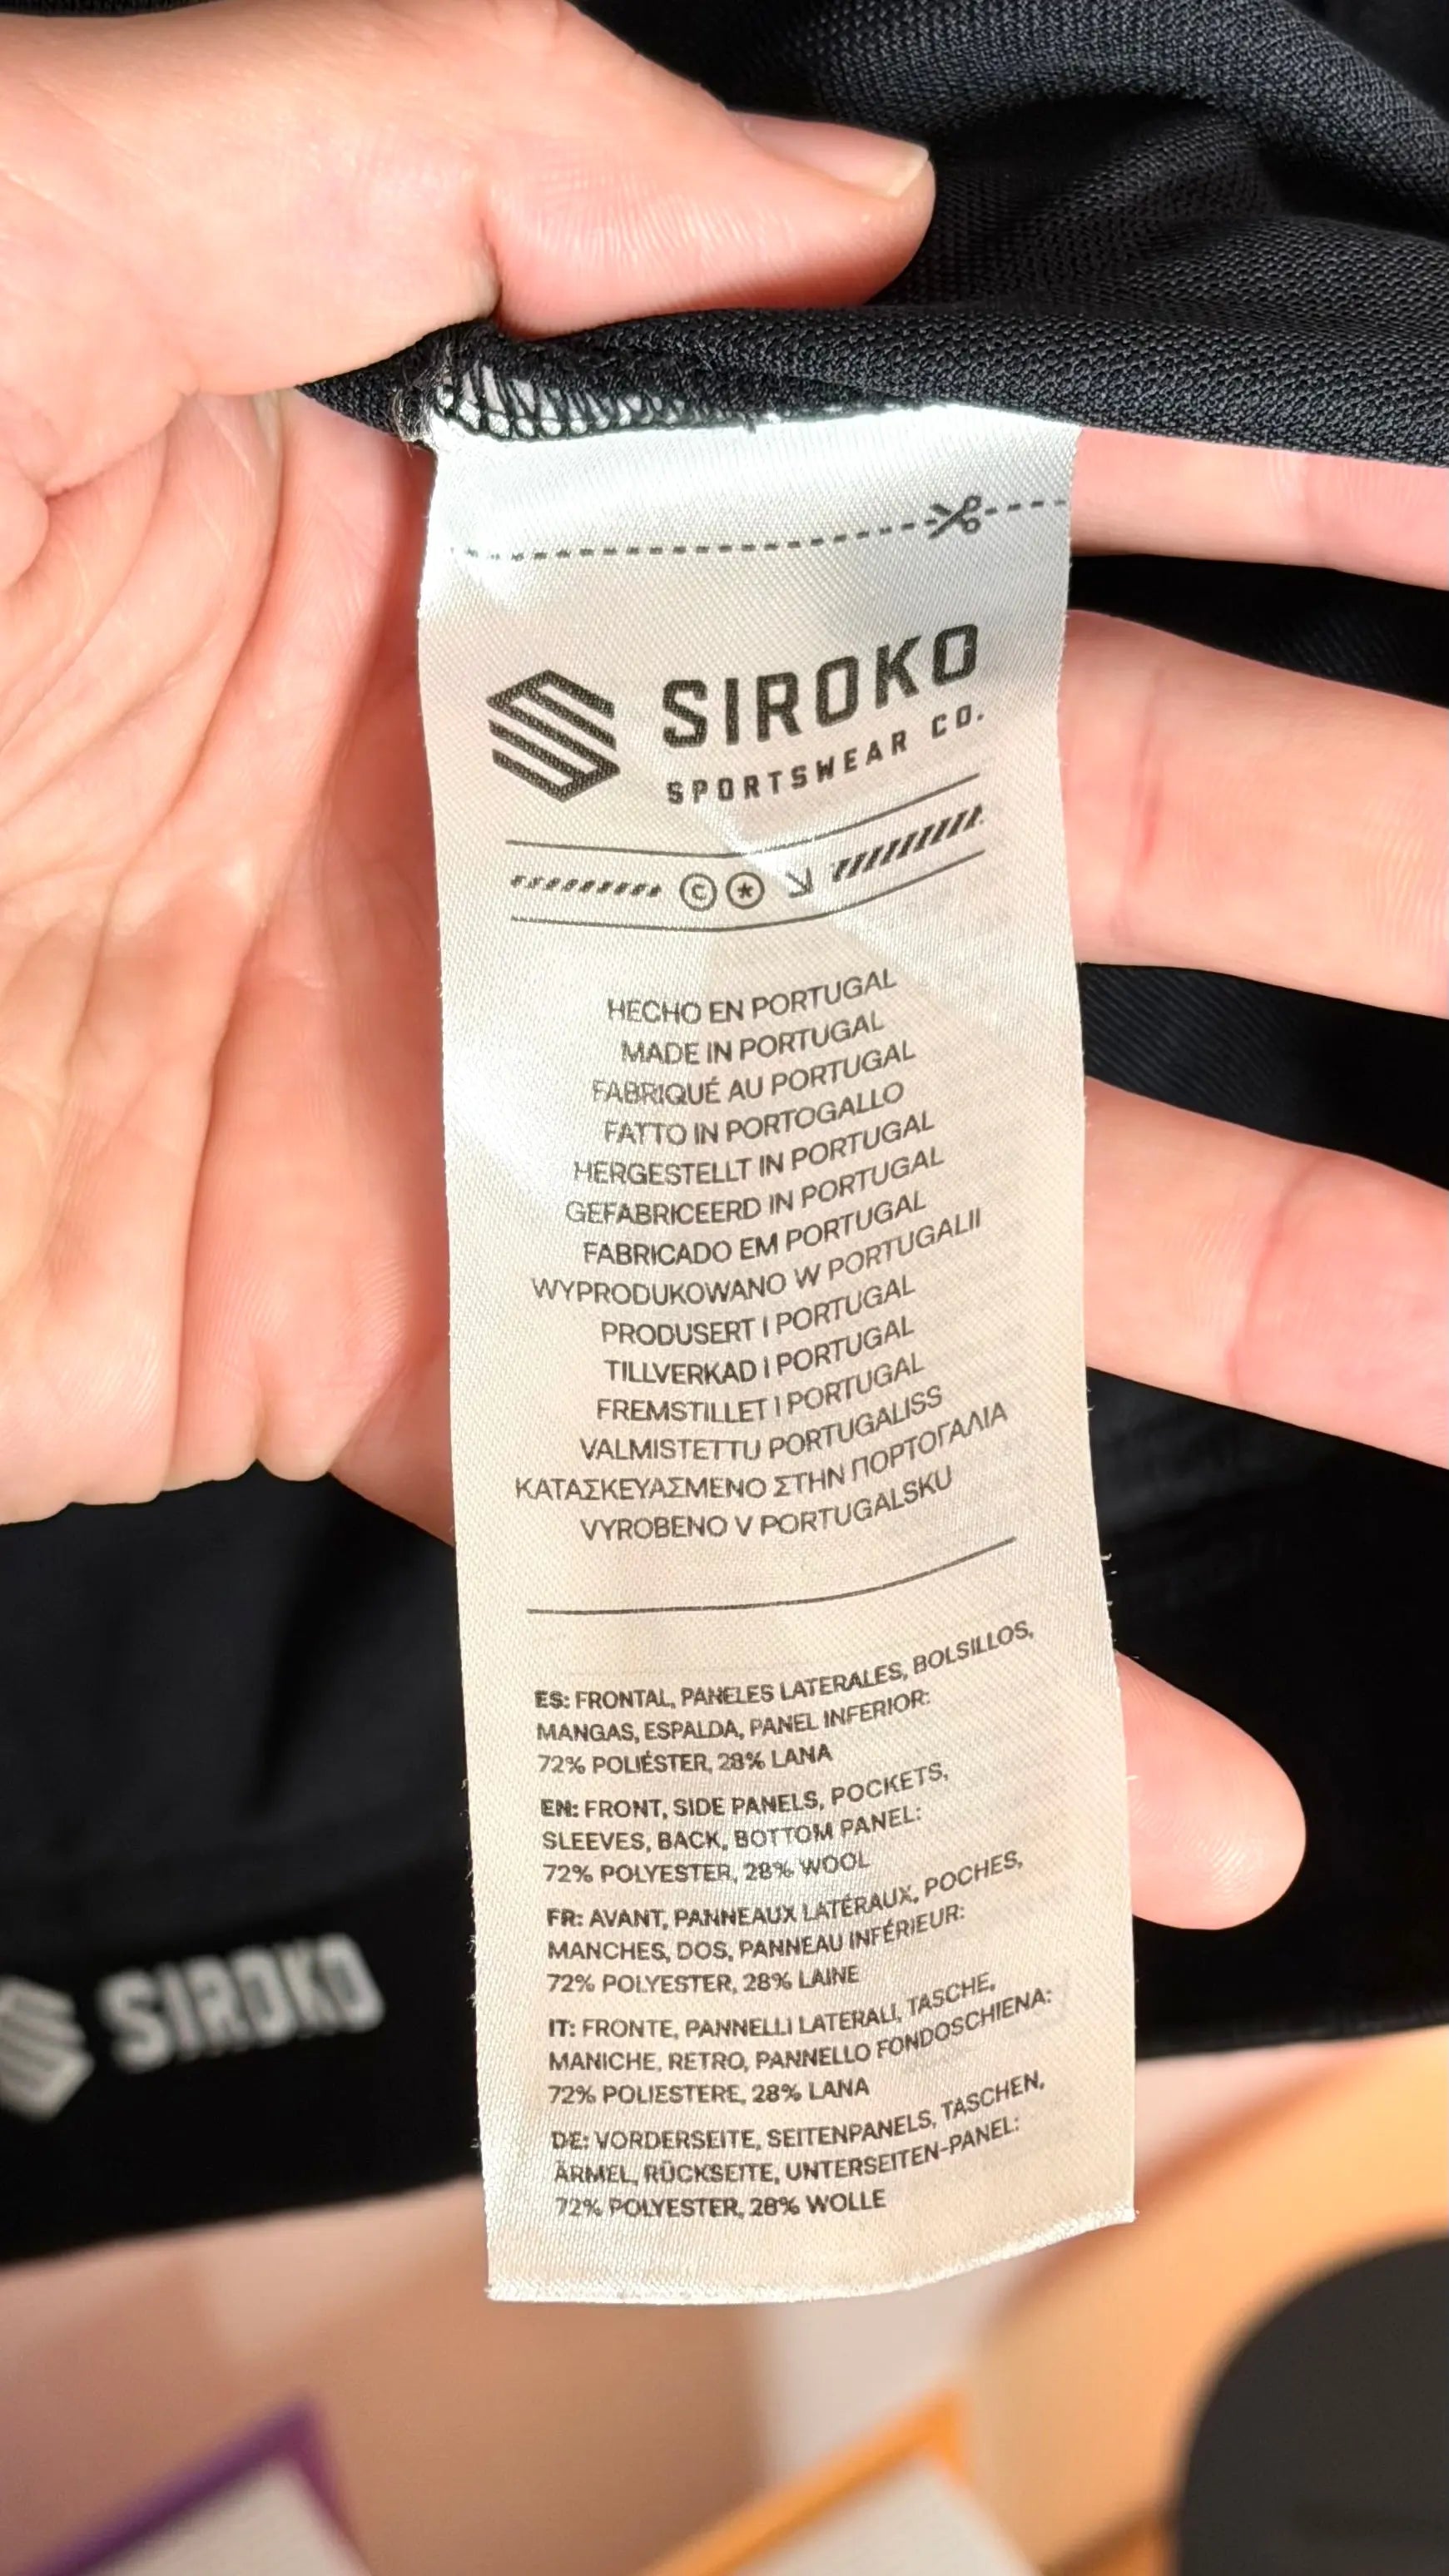 SIROKO
SPORTSWEAR CO.
HECHO EN PORTUGAL
MADE IN PORTUGAL
FABRIQUÉ AU PORTUGAL
FATTO IN PORTOGALLO
HERGESTELLT IN PORTUGAL
GEFABRICEERD IN PORTUGAL
FABRICADO EM PORTUGAL
WYPRODUKOWANO W PORTUGALII
PRODUSERT I PORTUGAL
TILLVERKAD I PORTUGAL
FREMSTILLET I PORTUGAL
VALMISTETTU PORTUGALISS
ΚΑΤΑΣΚΕΥΑΣΜΕΝΟ ΣΤΗΝ ΠΟΡΤΟΓΑΛΙΑ
VYROBENO V PORTUGALSKU
ES: FRONTAL, PANELES LATERALES, BOLSILLOS,
MANGAS, ESPALDA, PANEL INFERIOR:
72% POLIÉSTER, 28% LANA
EN: FRONT, SIDE PANELS, POCKETS,
SLEEVES, BACK, BOTTOM PANEL:
72% POLYESTER, 28% WOOL
FR: AVANT, PANNEAUX LATÉRAUX, POCHES,
MANCHES, DOS, PANNEAU INFÉRIEUR:
72% POLYESTER, 28% LAINE
IT: FRONTE, PANNELLI LATERALI, TASCHE,
MANICHE, RETRO, PANNELLO FONDOSCHIENA:
72% POLIESTERE, 28% LANA
DE: VORDERSEITE, SEITENPANELS, TASCHEN,
ÄRMEL, RÜCKSEITE, UNTERSEITEN-PANEL:
72% POLYESTER, 28% WOLLE
SIROKO